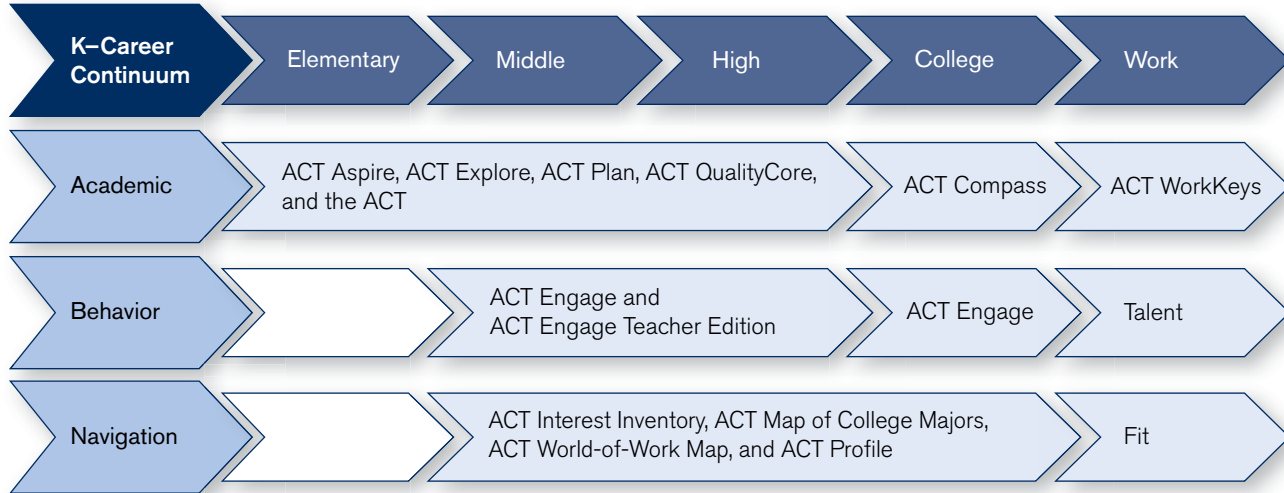 K–Career
Continuum
Elementary
Middle
High
College
Work
Academic
ACT Aspire, ACT Explore, ACT Plan, ACT QualityCore,
and the ACT
ACT Compass
ACT WorkKeys
Behavior
ACT Engage and
ACT Engage Teacher Edition
ACT Engage
Talent
Navigation
ACT Interest Inventory, ACT Map of College Majors,
ACT World-of-Work Map, and ACT Profile
Fit